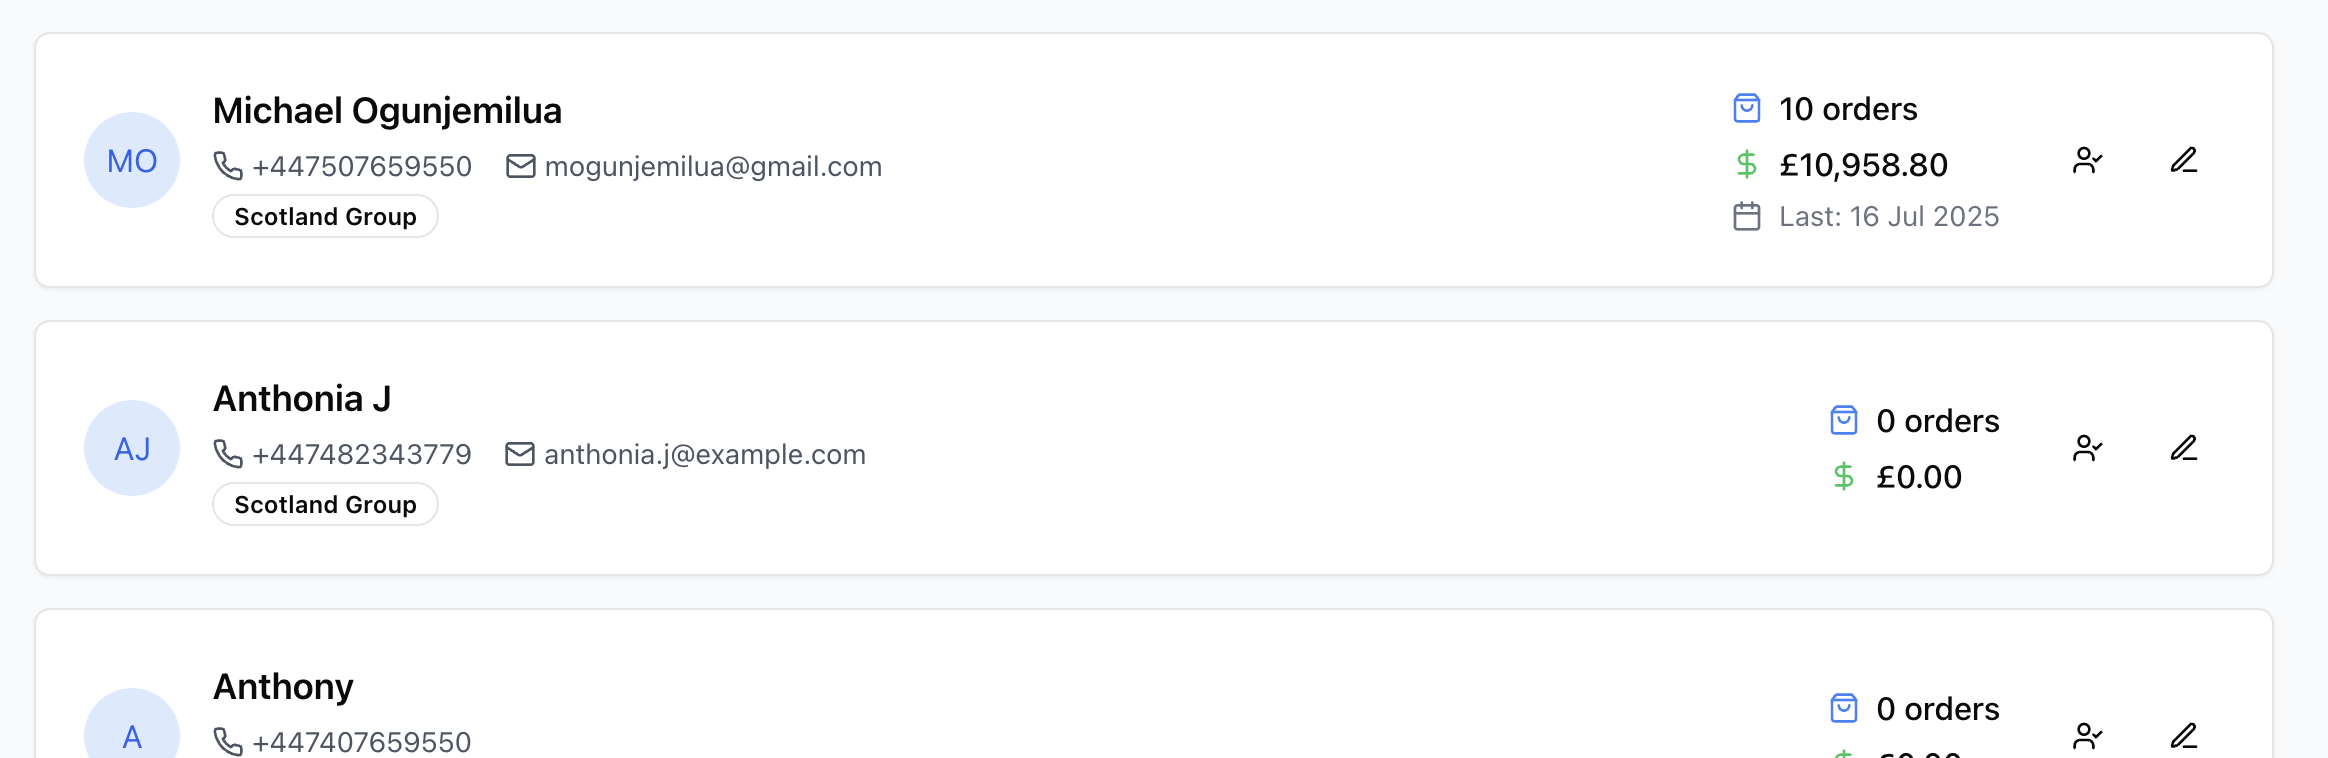 MO
Michael Ogunjemilua
+447507659550 mogunjemilua@gmail.com
Scotland Group
10 orders
$ £10,958.80
Last: 16 Jul 2025
AJ
Anthonia J
+447482343779 anthonia.j@example.com
Scotland Group
0 orders
$ £0.00
A
Anthony
+447407659550
0 orders